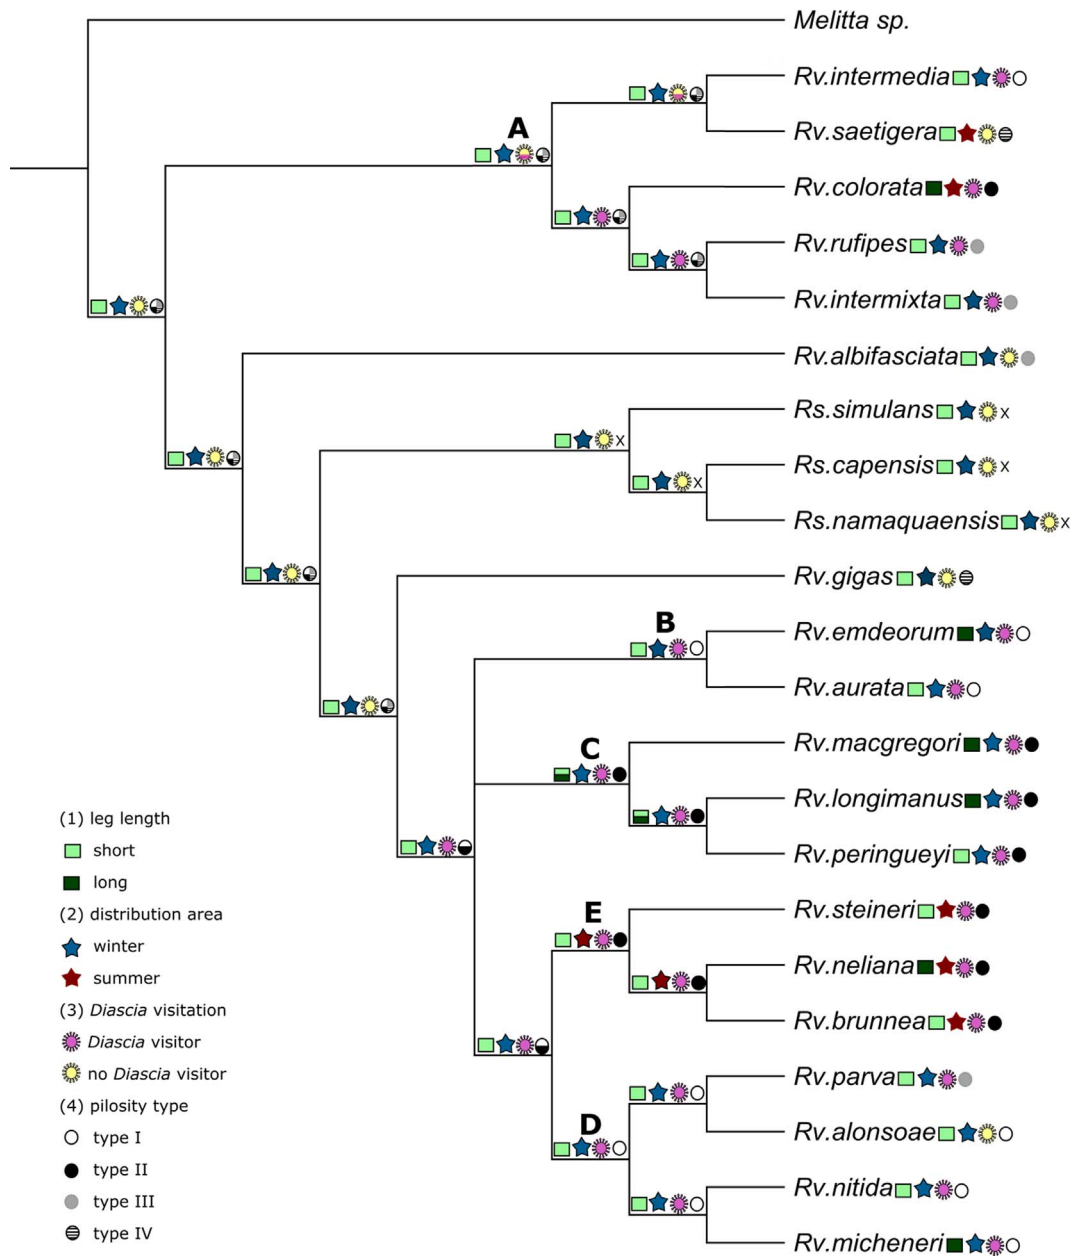 Melitta sp.
Rv.intermedia
A
Rv.saetigera
Rv.colorata
Rv.rufipes
Rv.intermixta
Rv.albifasciata
Rs.simulans x
x
Rs.capensis x
x
Rs.namaquaensis x
Rv.gigas
B
Rv.emdeorum
Rv.aurata
C
Rv.macgregori
Rv.longimanus
Rv.peringueyi
E
Rv.steineri
Rv.neliana
Rv.brunnea
Rv.parva
D
Rv.alonsoae
Rv.nitida
Rv.micheneri
(1) leg length
short
long
(2) distribution area
winter
summer
(3) Diascia visitation
Diascia visitor
no Diascia visitor
(4) pilosity type
type I
type II
type III
type IV